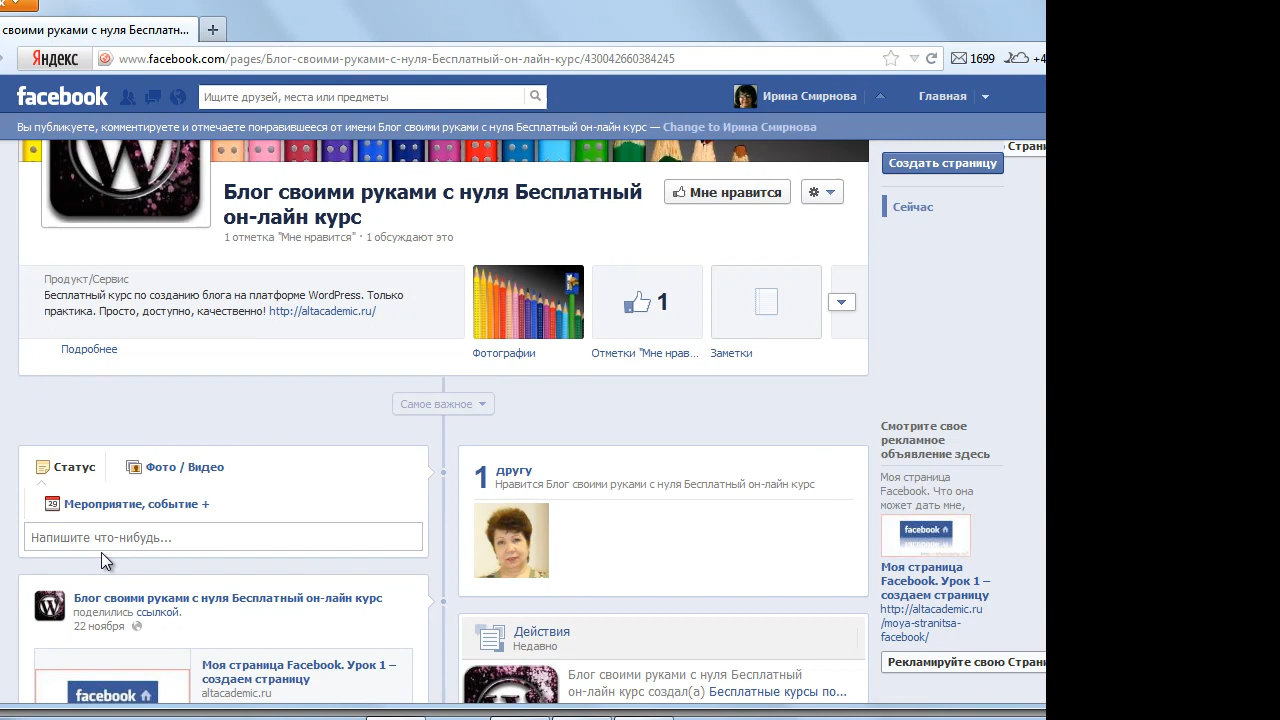 своими руками с нуля Бесплатн...
Яндекс
www.facebook.com/pages/Блог-своими-руками-с-нуля-Бесплатный-он-лайн-курс/430042660384245
1699
+4
facebook
Ищите друзей, места или предметы
Ирина Смирнова
Главная
Вы публикуете, комментируете и отмечаете понравившееся от имени Блог своими руками с нуля Бесплатный он-лайн курс — Change to Ирина Смирнова
Создать страницу
Сейчас
Блог своими руками с нуля Бесплатный
он-лайн курс
Мне нравится
1 отметка "Мне нравится" · 1 обсуждают это
Продукт/Сервис
Бесплатный курс по созданию блога на платформе WordPress. Только
практика. Просто, доступно, качественно! http://altacademic.ru/
Подробнее
1
Фотографии
Отметки "Мне нрав...
Заметки
Самое важное
Статус
Фото / Видео
29 Мероприятие, событие +
Напишите что-нибудь...
1 другу
Нравится Блог своими руками с нуля Бесплатный он-лайн курс
Блог своими руками с нуля Бесплатный он-лайн курс
поделились ссылкой.
22 ноября
Моя страница Facebook. Урок 1 –
создаем страницу
altacademic.ru
facebook
Действия
Недавно
Блог своими руками с нуля Бесплатный
он-лайн курс создал(а) Бесплатные курсы по...
Смотрите свое
рекламное
объявление здесь
Моя страница
Facebook. Что она
может дать мне,
facebook
Моя страница
Facebook. Урок 1 –
создаем страницу
http://altacademic.ru
/moya-stranitsa-
facebook/
Рекламируйте свою Страни